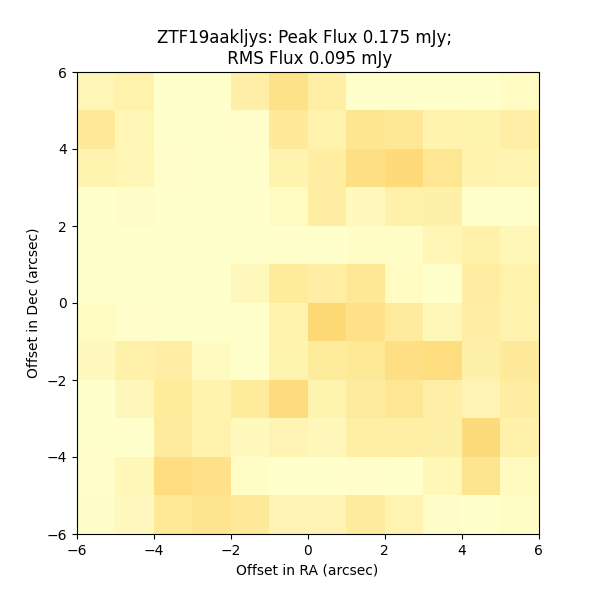 ZTF19aakljys: Peak Flux 0.175 mJy;
RMS Flux 0.095 mJy
6
4
2
0
−2
−4
−6
Offset in Dec (arcsec)
−6 −4 −2 0 2 4 6
Offset in RA (arcsec)